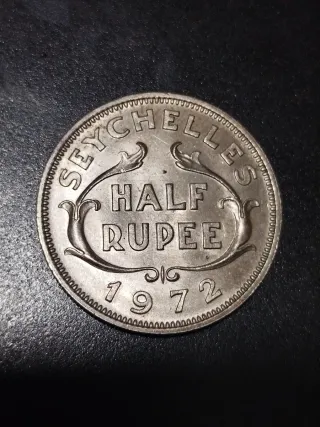 SEYCHELLES
HALF
RUPEE
1972